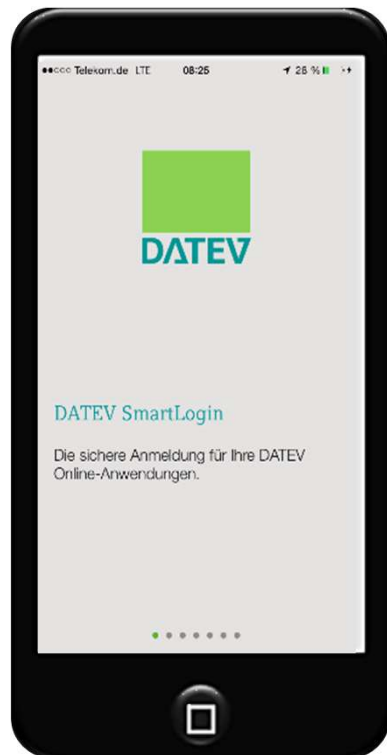 Telekom.de LTE 08:25 28 %
DATEV
DATEV SmartLogin
Die sichere Anmeldung für Ihre DATEV
Online-Anwendungen.